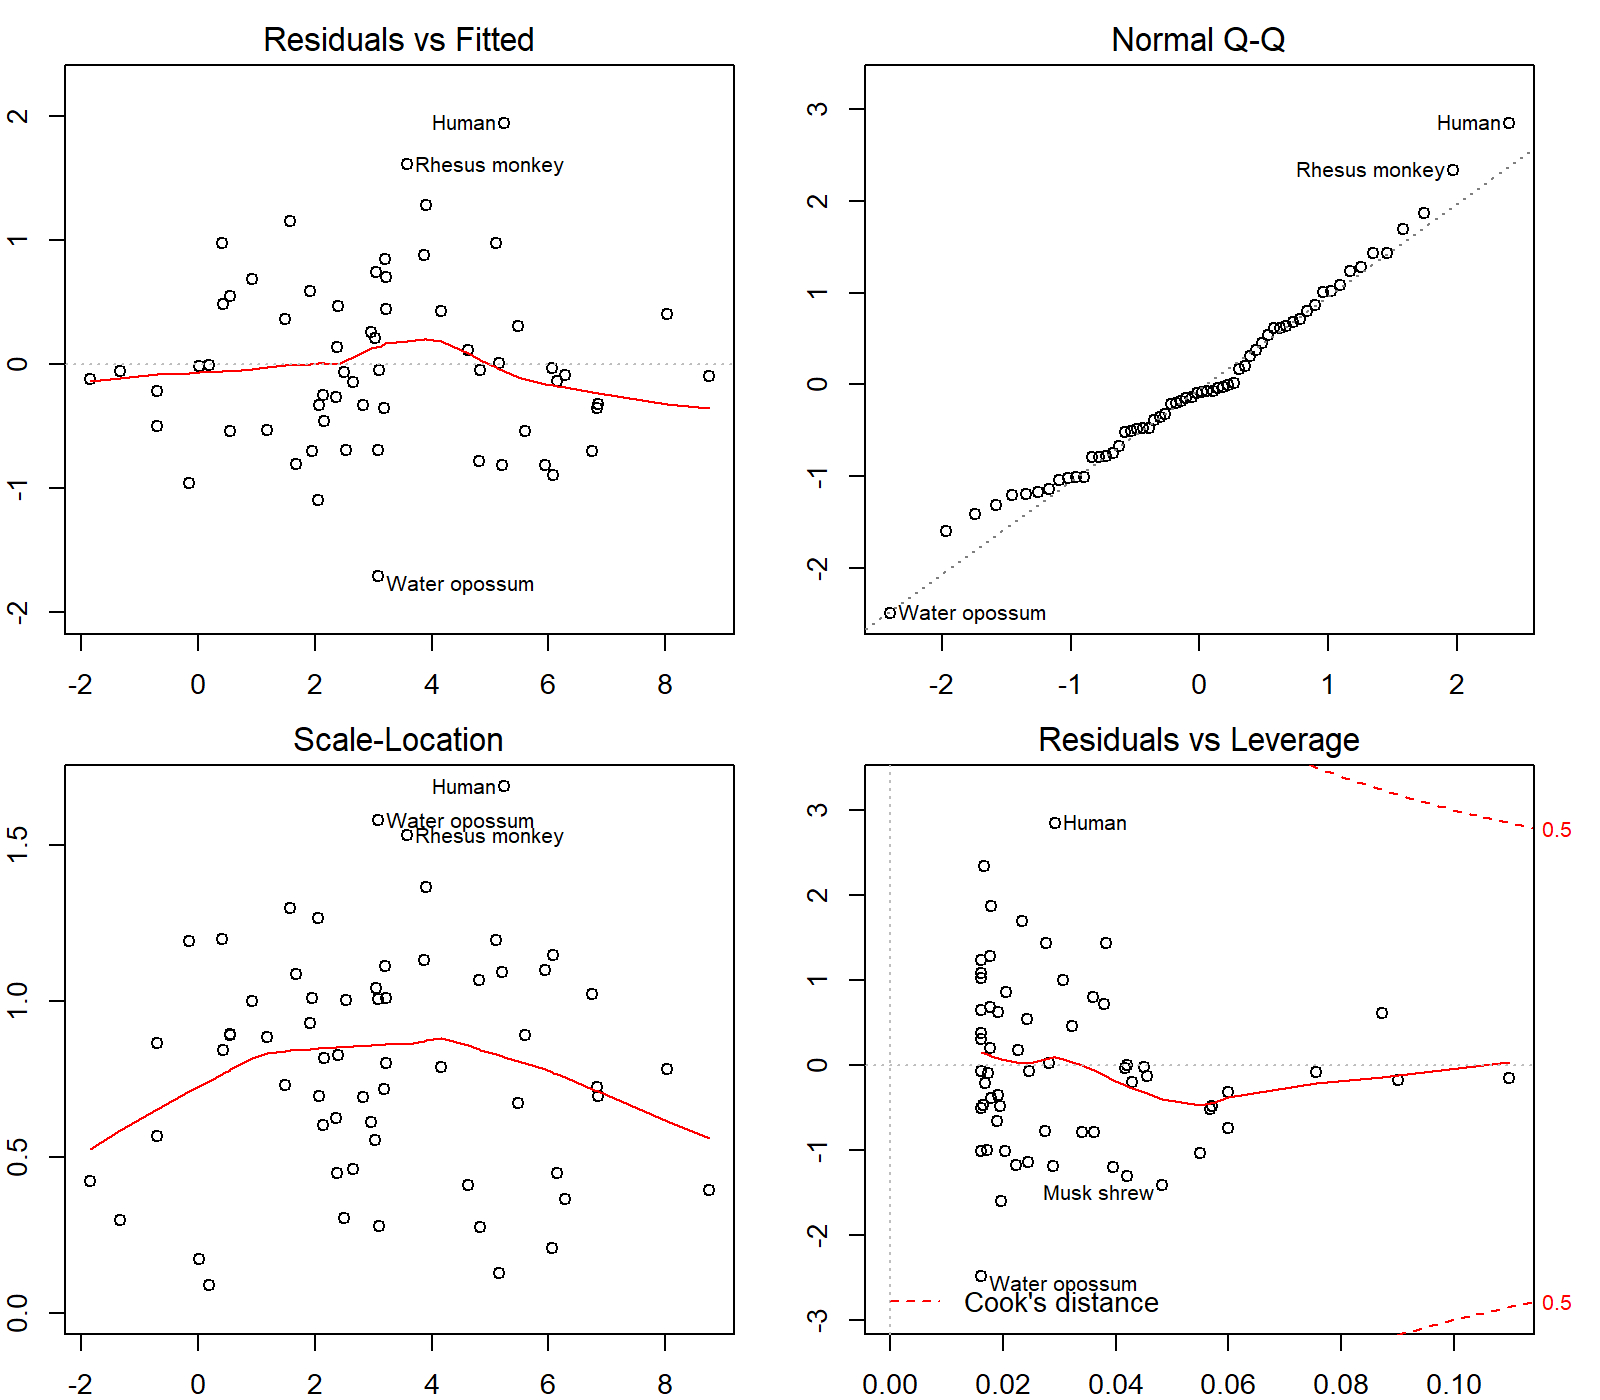 Residuals vs Fitted
2
1
0
-1
-2
Human
Rhesus monkey
Water opossum
-2 0 2 4 6 8
Normal Q-Q
3
2
1
0
-1
-2
Human
Rhesus monkey
Water opossum
-2 -1 0 1 2
Scale-Location
1.5
1.0
0.5
0.0
Human
Water opossum
Rhesus monkey
-2 0 2 4 6 8
Residuals vs Leverage
3
2
1
0
-1
-2
-3
Human
0.5
Musk shrew
Water opossum
Cook's distance
0.5
0.00 0.02 0.04 0.06 0.08 0.10